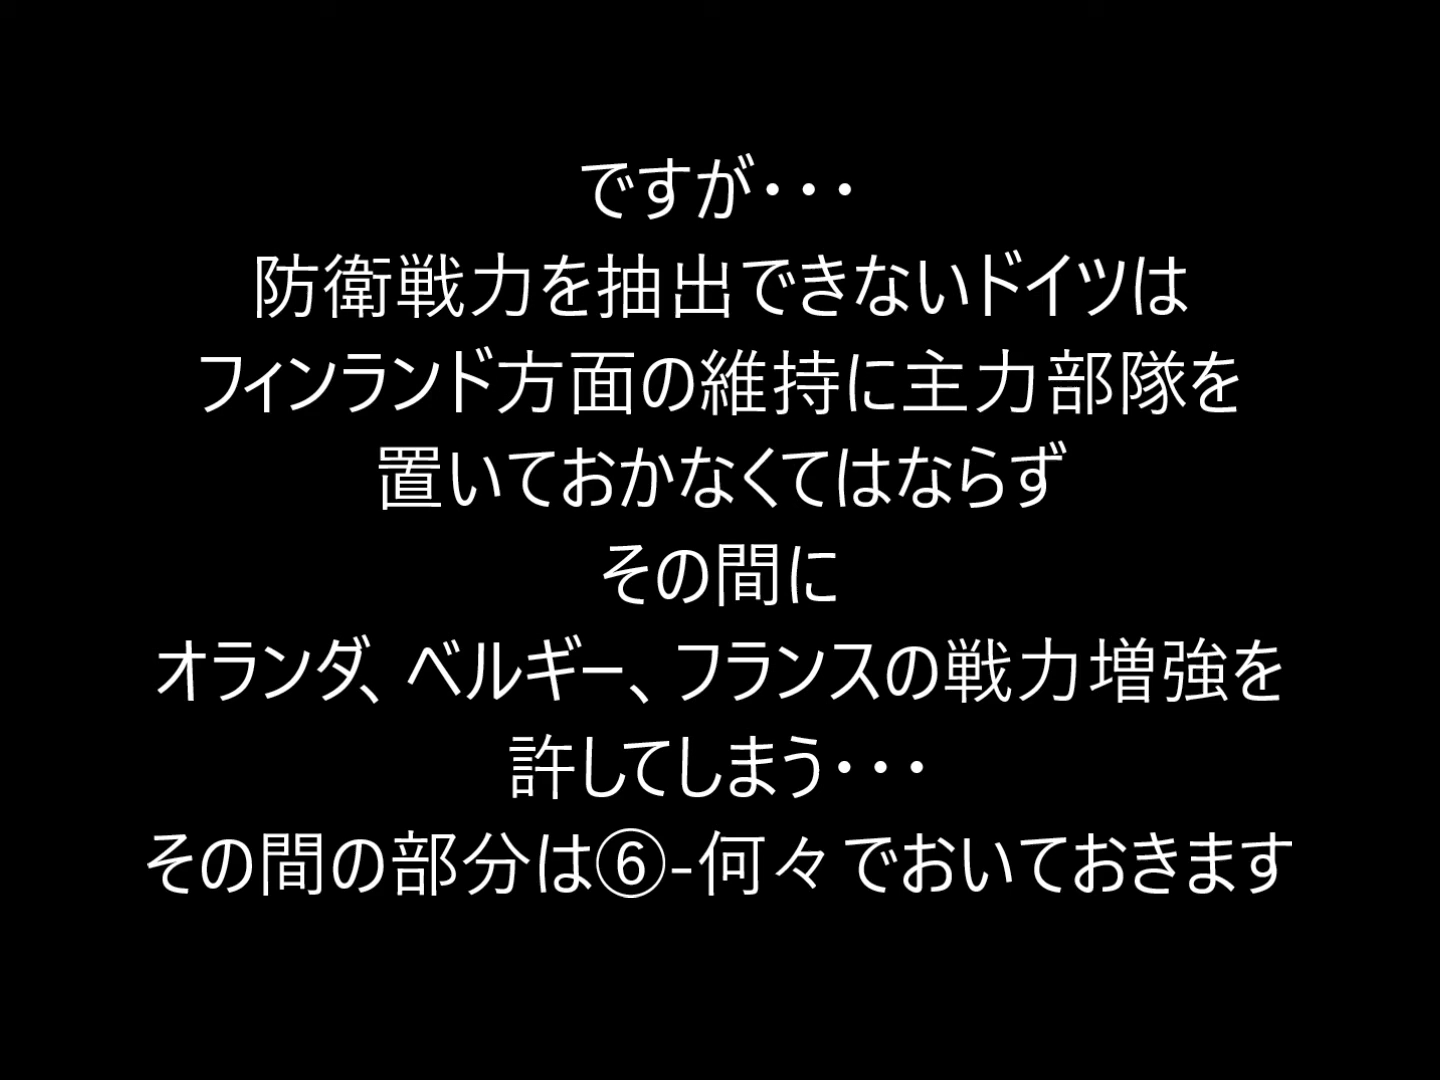 ですが・・・
防衛戦力を抽出できないドイツは
フィンランド方面の維持に主力部隊を
置いておかなくてはならず
その間に
オランダ、ベルギー、フランスの戦力増強を
許してしまう・・・
その間の部分は⑥-何々でおいておきます